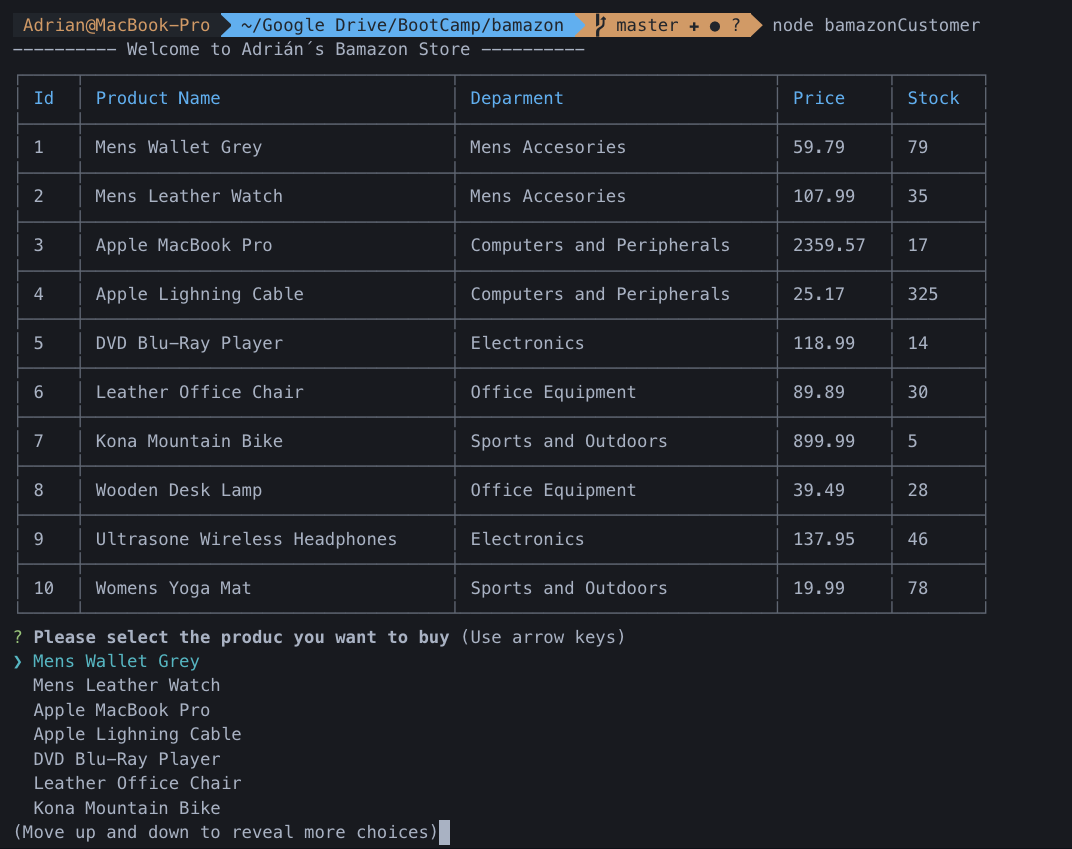 Adrian@MacBook-Pro ~/Google Drive/BootCamp/bamazon master + ● ? node bamazonCustomer
---------- Welcome to Adrián´s Bamazon Store ----------
Id Product Name Deparment Price Stock
1 Mens Wallet Grey Mens Accesories 59.79 79
2 Mens Leather Watch Mens Accesories 107.99 35
3 Apple MacBook Pro Computers and Peripherals 2359.57 17
4 Apple Lighning Cable Computers and Peripherals 25.17 325
5 DVD Blu-Ray Player Electronics 118.99 14
6 Leather Office Chair Office Equipment 89.89 30
7 Kona Mountain Bike Sports and Outdoors 899.99 5
8 Wooden Desk Lamp Office Equipment 39.49 28
9 Ultrasone Wireless Headphones Electronics 137.95 46
10 Womens Yoga Mat Sports and Outdoors 19.99 78
? Please select the produc you want to buy (Use arrow keys)
❯ Mens Wallet Grey
Mens Leather Watch
Apple MacBook Pro
Apple Lighning Cable
DVD Blu-Ray Player
Leather Office Chair
Kona Mountain Bike
(Move up and down to reveal more choices)